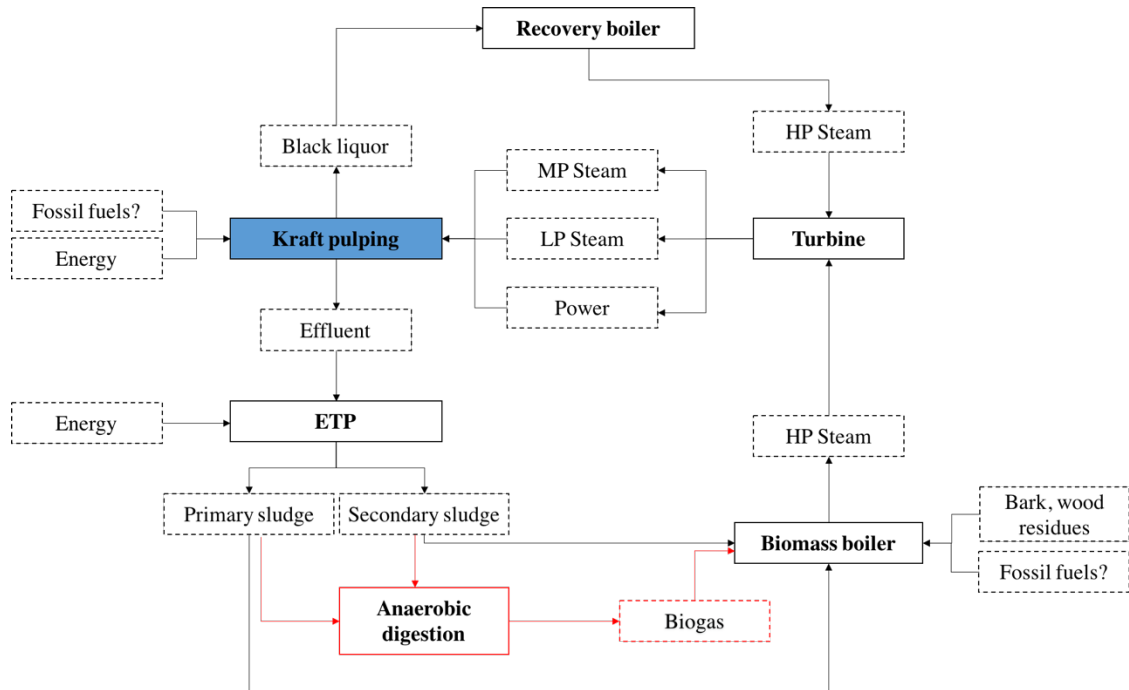 Recovery boiler
HP Steam
Black liquor
MP Steam
Fossil fuels?
Kraft pulping
LP Steam
Turbine
Energy
Power
Effluent
Energy
ETP
HP Steam
Primary sludge
Secondary sludge
Bark, wood
residues
Biomass boiler
Fossil fuels?
Anaerobic
digestion
Biogas